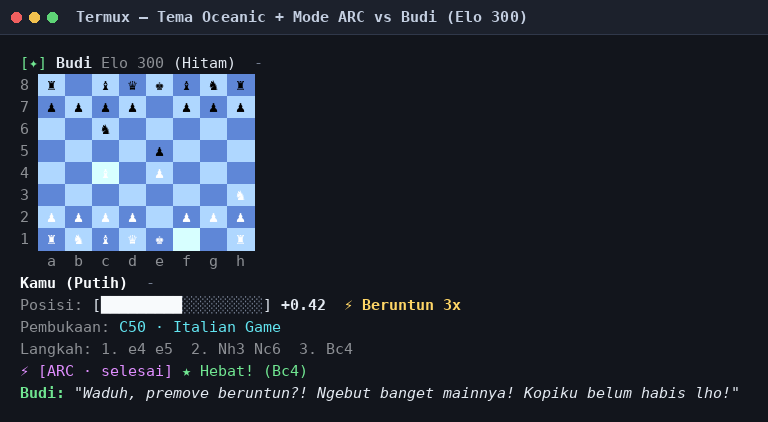 Termux — Tema Oceanic + Mode ARC vs Budi (Elo 300)
[✦] Budi Elo 300 (Hitam) -
8 ♜ ♝ ♛ ♚ ♝ ♞ ♜
7 ♟ ♟ ♟ ♟ ♟ ♟ ♟
6 ♞
5 ♟
4 ♝ ♟
3 ♞
2 ♟ ♟ ♟ ♟ ♟ ♟ ♟
1 ♜ ♞ ♝ ♛ ♚ ♜
a b c d e f g h
Kamu (Putih) -
Posisi: [█████████░░░░░░░░░] +0.42 ⚡ Beruntun 3x
Pembukaan: C50 · Italian Game
Langkah: 1. e4 e5 2. Nh3 Nc6 3. Bc4
⚡ [ARC · selesai] ★ Hebat! (Bc4)
Budi: "Waduh, premove beruntun?! Ngebut banget mainnya! Kopiku belum habis lho!"